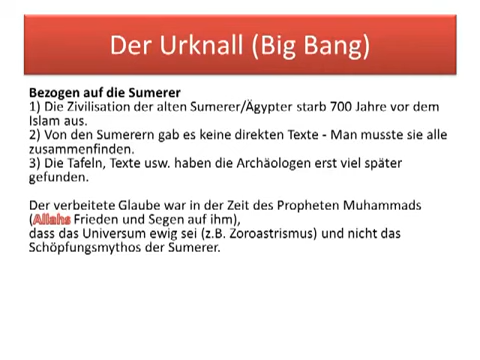 Der Urknall (Big Bang)
Bezogen auf die Sumerer
1) Die Zivilisation der alten Sumerer/Ägypter starb 700 Jahre vor dem
Islam aus.
2) Von den Sumerern gab es keine direkten Texte - Man musste sie alle
zusammenfinden.
3) Die Tafeln, Texte usw. haben die Archäologen erst viel später
gefunden.
Der verbeitete Glaube war in der Zeit des Propheten Muhammads
(Allahs Frieden und Segen auf ihm),
dass das Universum ewig sei (z.B. Zoroastrismus) und nicht das
Schöpfungsmythos der Sumerer.